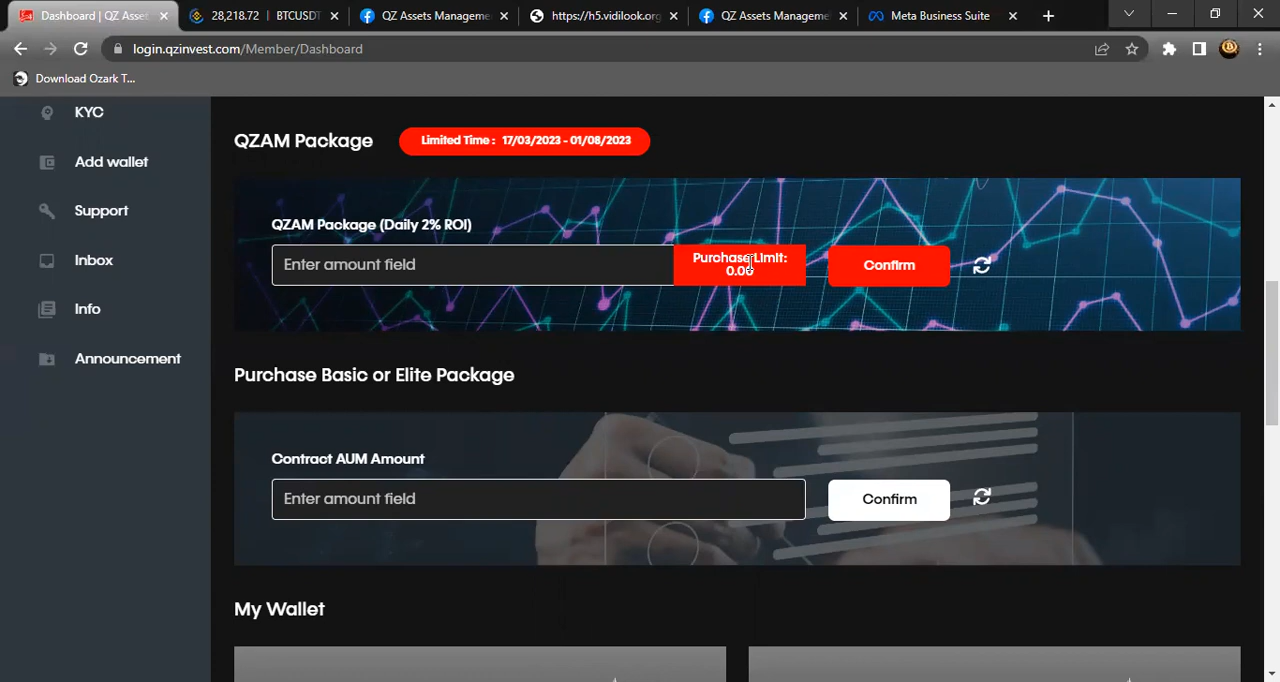 Dashboard | QZ Asset
28,218.72 | BTCUSDT
QZ Assets Manageme
https://h5.vidilook.org
QZ Assets Manageme
Meta Business Suite
login.qzinvest.com/Member/Dashboard
Download Ozark T...
KYC
Add wallet
Support
Inbox
Info
Announcement
QZAM Package
Limited Time : 17/03/2023 - 01/08/2023
QZAM Package (Daily 2% ROI)
Enter amount field
Purchase Limit:
0.00
Confirm
Purchase Basic or Elite Package
Contract AUM Amount
Enter amount field
Confirm
My Wallet